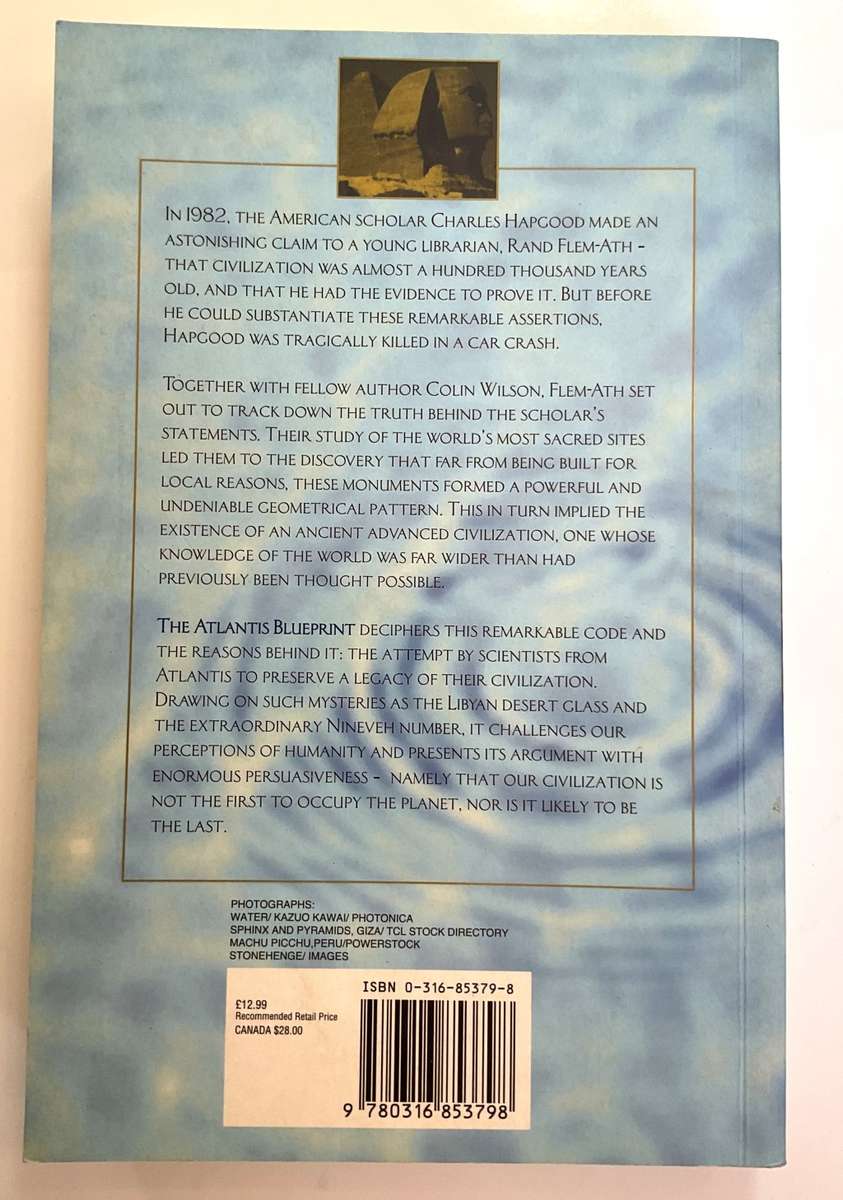 In 1982, the American scholar Charles Hapgood made an
astonishing claim to a young librarian, Rand Flem-Ath –
that civilization was almost a hundred thousand years
old, and that he had the evidence to prove it. But before
he could substantiate these remarkable assertions,
Hapgood was tragically killed in a car crash.
Together with fellow author Colin Wilson, Flem-Ath set
out to track down the truth behind the scholar's
statements. Their study of the world's most sacred sites
led them to the discovery that far from being built for
local reasons, these monuments formed a powerful and
undeniable geometrical pattern. This in turn implied the
existence of an ancient advanced civilization, one whose
knowledge of the world was far wider than had
previously been thought possible.
The Atlantis Blueprint deciphers this remarkable code and
the reasons behind it: the attempt by scientists from
Atlantis to preserve a legacy of their civilization.
Drawing on such mysteries as the Libyan desert glass and
the extraordinary Nineveh number, it challenges our
perceptions of humanity and presents its argument with
enormous persuasiveness – namely that our civilization is
not the first to occupy the planet, nor is it likely to be
the last.
PHOTOGRAPHS:
WATER/ KAZUO KAWAI/ PHOTONICA
SPHINX AND PYRAMIDS, GIZA/ TCL STOCK DIRECTORY
MACHU PICCHU,PERU/POWERSTOCK
STONEHENGE/ IMAGES
ISBN 0-316-85379-8
£12.99
Recommended Retail Price
CANADA $28.00
9 780316 853798